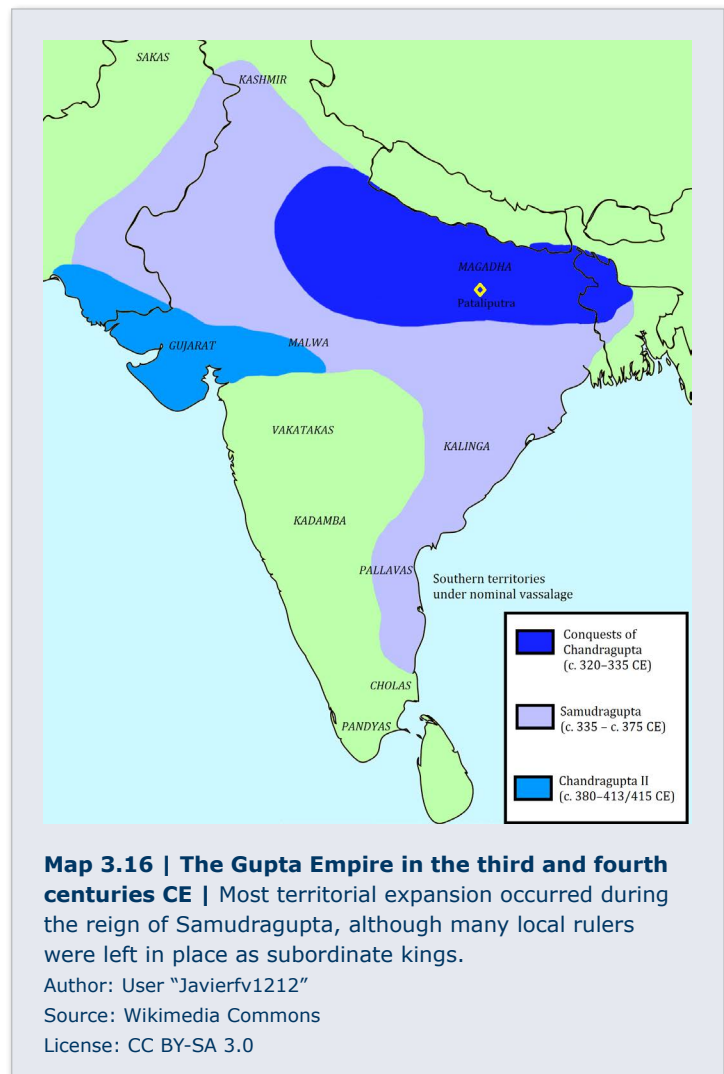 SAKAS
KASHMIR
MAGADHA
Pataliputra
GUJARAT
MALWA
VAKATAKAS
KALINGA
KADAMBA
PALLAVAS
Southern territories
under nominal vassalage
CHOLAS
PANDYAS
Conquests of
Chandragupta
(c. 320–335 CE)
Samudragupta
(c. 335 – c. 375 CE)
Chandragupta II
(c. 380–413/415 CE)
Map 3.16 | The Gupta Empire in the third and fourth
centuries CE | Most territorial expansion occurred during
the reign of Samudragupta, although many local rulers
were left in place as subordinate kings.
Author: User “Javierfv1212”
Source: Wikimedia Commons
License: CC BY-SA 3.0